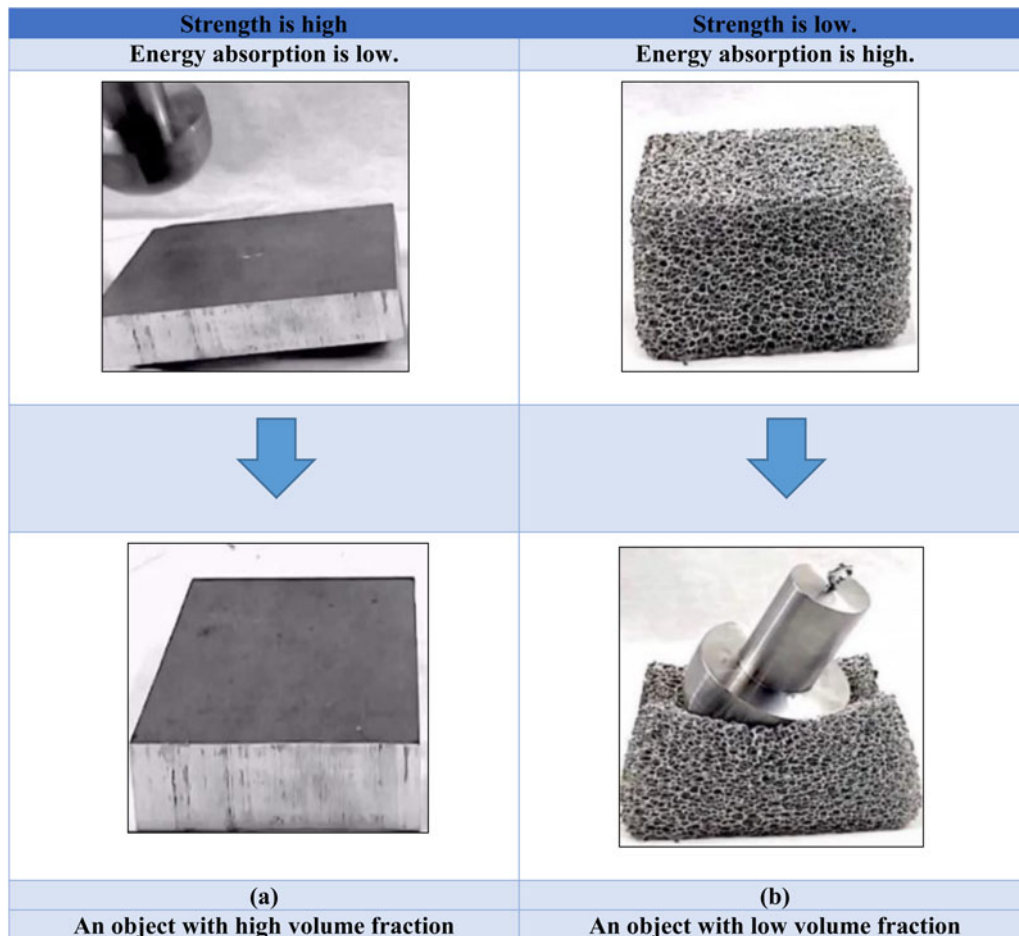 Strength is high
Strength is low.
Energy absorption is low.
Energy absorption is high.
(a)
(b)
An object with high volume fraction
An object with low volume fraction